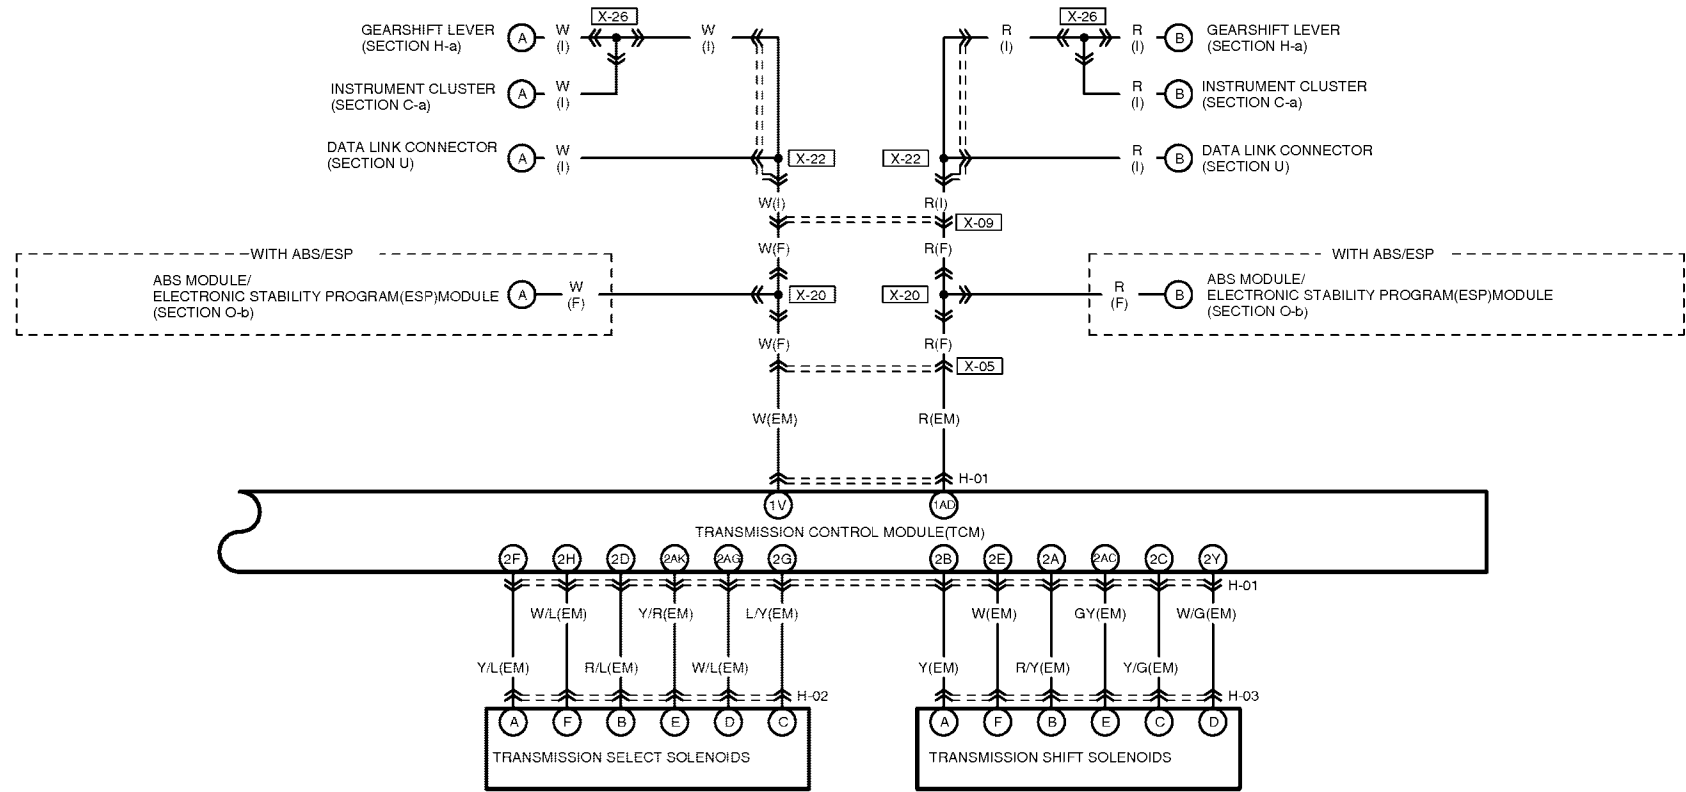 X-26
X-26
GEARSHIFT LEVER
(SECTION H-a)
A
W
(I)
W
(I)
R
(I)
R
(I)
B
GEARSHIFT LEVER
(SECTION H-a)
INSTRUMENT CLUSTER
(SECTION C-a)
A
W
(I)
R
(I)
B
INSTRUMENT CLUSTER
(SECTION C-a)
DATA LINK CONNECTOR
(SECTION U)
A
W
(I)
X-22
X-22
R
(I)
B
DATA LINK CONNECTOR
(SECTION U)
W(I)
R(I)
X-09
W(F)
R(F)
WITH ABS/ESP
WITH ABS/ESP
ABS MODULE/
ELECTRONIC STABILITY PROGRAM(ESP)MODULE
(SECTION O-b)
A
W
(F)
X-20
X-20
R
(F)
B
ABS MODULE/
ELECTRONIC STABILITY PROGRAM(ESP)MODULE
(SECTION O-b)
W(F)
R(F)
X-05
W(EM)
R(EM)
H-01
1V
1AD
TRANSMISSION CONTROL MODULE(TCM)
2F
2H
2D
2AK
2AG
2G
2B
2E
2A
2AC
2C
2Y
H-01
W/L(EM)
Y/R(EM)
L/Y(EM)
W(EM)
GY(EM)
W/G(EM)
Y/L(EM)
R/L(EM)
W/L(EM)
Y(EM)
R/Y(EM)
Y/G(EM)
H-02
H-03
A
F
B
E
D
C
A
F
B
E
C
D
TRANSMISSION SELECT SOLENOIDS
TRANSMISSION SHIFT SOLENOIDS